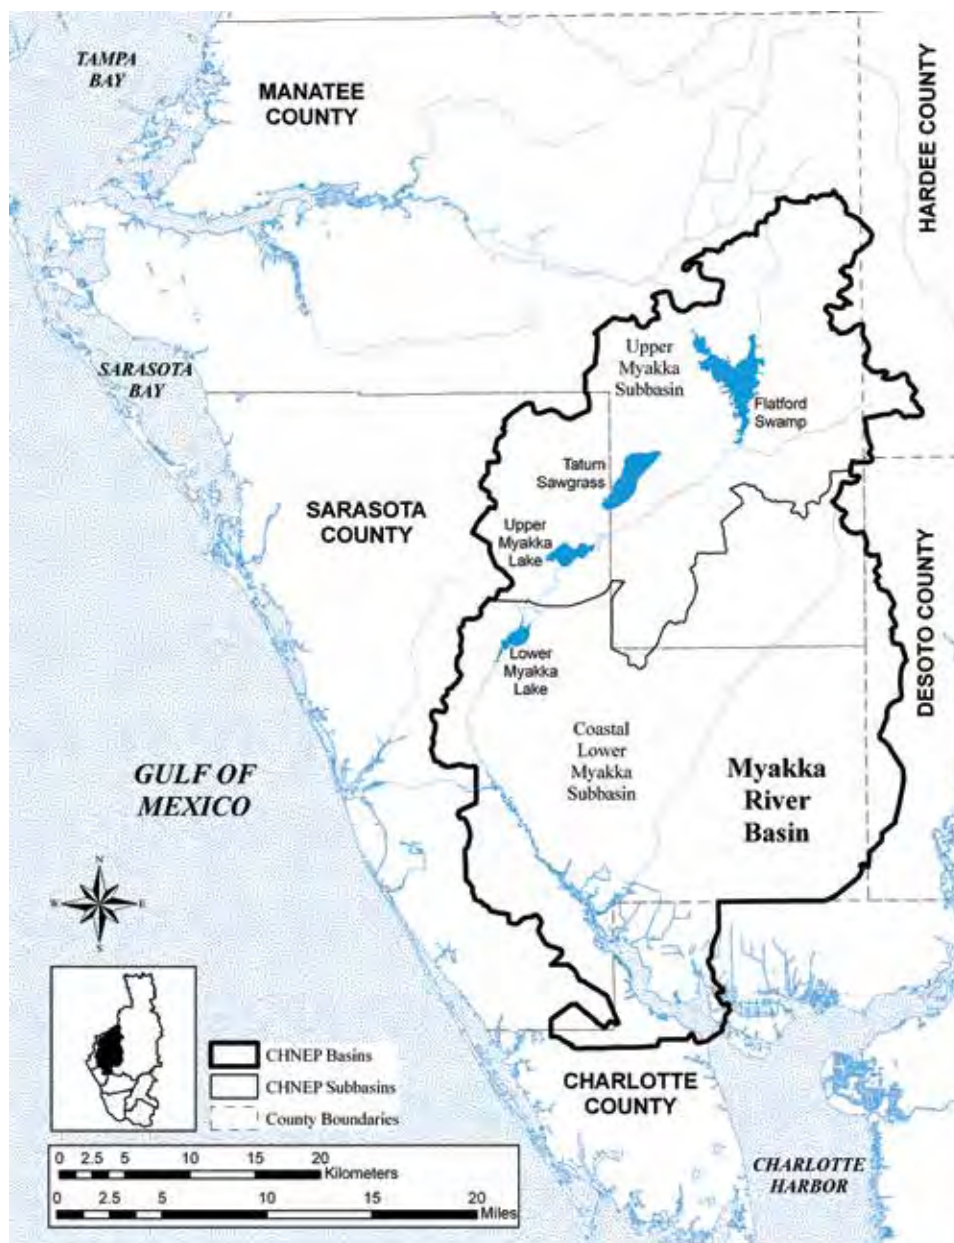 TAMPA
BAY
MANATEE
COUNTY
HARDEE COUNTY
SARASOTA
BAY
Upper
Myakka
Subbasin
Flatford
Swamp
Tatum
Sawgrass
SARASOTA
COUNTY
Upper
Myakka
Lake
DESOTO COUNTY
Lower
Myakka
Lake
Coastal
Lower
Myakka
Subbasin
Myakka
River
Basin
GULF OF
MEXICO
N
W
E
S
CHNEP Basins
CHNEP Subbasins
County Boundaries
CHARLOTTE
COUNTY
CHARLOTTE
HARBOR
0 2.5 5 10 15 20
Kilometers
0 2.5 5 10 15 20
Miles